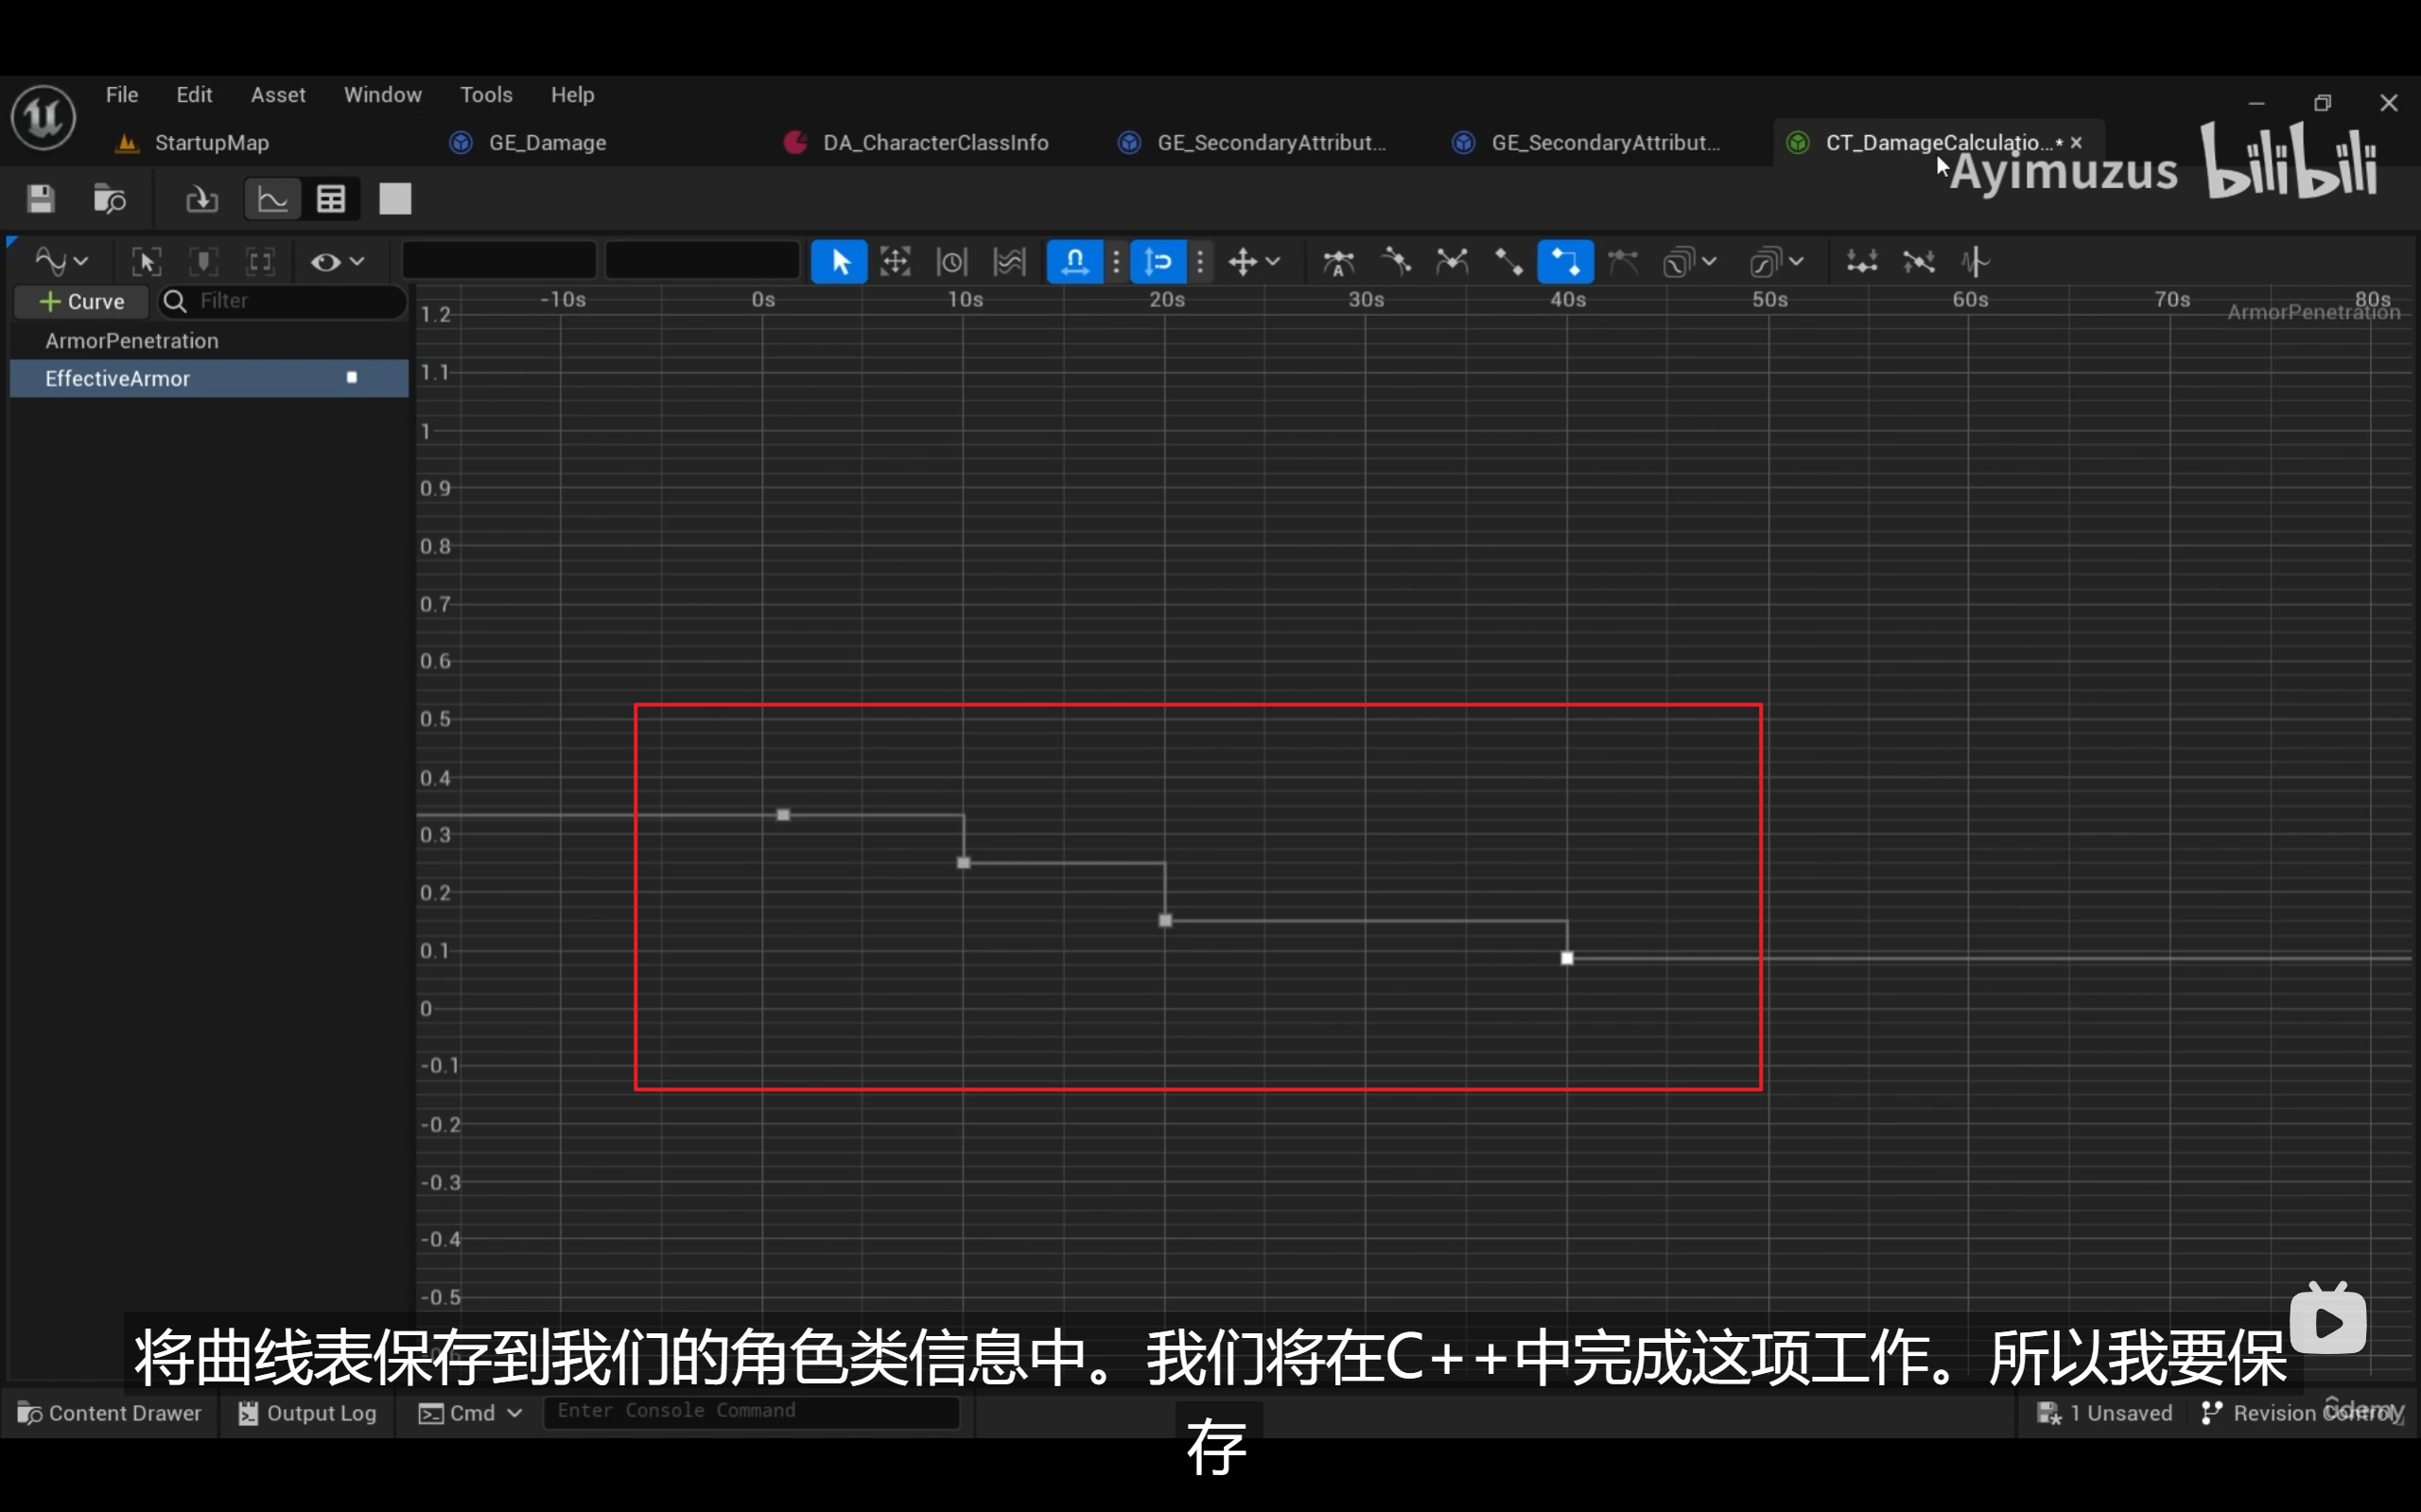 File Edit Asset Window Tools Help
StartupMap GE_Damage DA_CharacterClassInfo GE_SecondaryAttribut... GE_SecondaryAttribut... CT_DamageCalculatio...*
Ayimuzus bilibili
Curve Filter
-10s 0s 10s 20s 30s 40s 50s 60s 70s 80s
ArmorPenetration
1.2
ArmorPenetration
EffectiveArmor
1.1
1
0.9
0.8
0.7
0.6
0.5
0.4
0.3
0.2
0.1
0
-0.1
-0.2
-0.3
-0.4
-0.5
将曲线表保存到我们的角色类信息中。我们将在C++中完成这项工作。所以我要保
存
Content Drawer Output Log Cmd Enter Console Command 1 Unsaved Revision Control
ûdemy